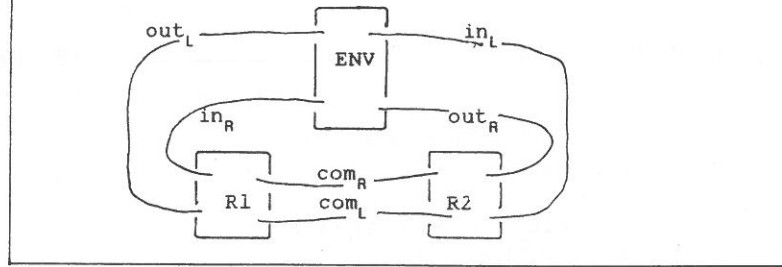 out_L in_L
ENV
in_R out_R
com_R
R1 com_L R2